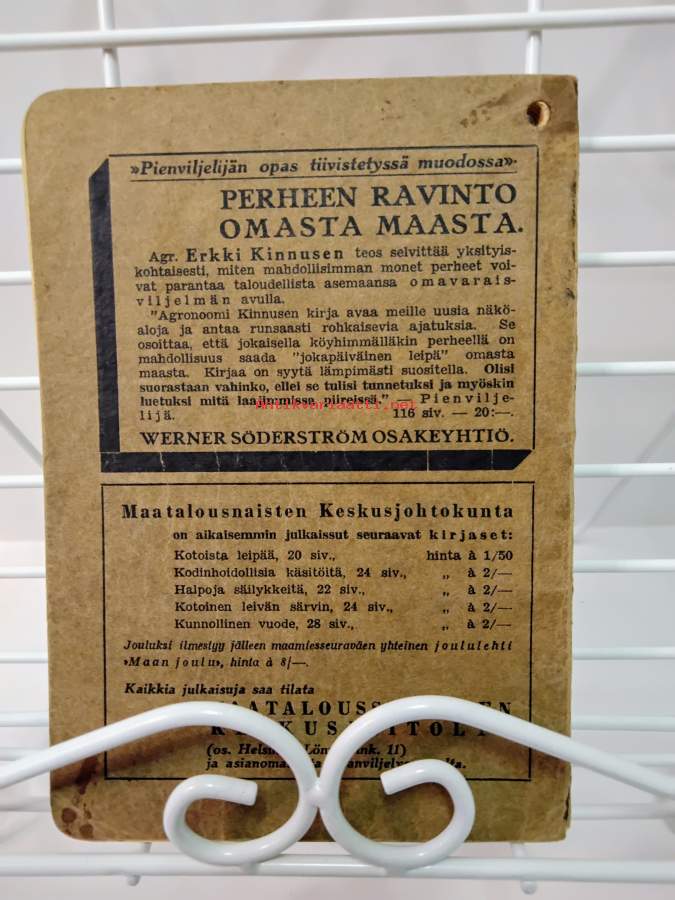 »Pienviljelijän opas tiivistetyssä muodossa».
PERHEEN RAVINTO
OMASTA MAASTA.
Agr. Erkki Kinnusen teos selvittää yksityis-
kohtaisesti, miten mahdollisimman monet perheet voi-
vat parantaa taloudellista asemaansa omavarais-
viljelmän avulla.
"Agronoomi Kinnusen kirja avaa meille uusia näkö-
aloja ja antaa runsaasti rohkaisevia ajatuksia. Se
osoittaa, että jokaisella köyhimmälläkin perheellä on
mahdollisuus saada "jokapäiväinen leipä" omasta
maasta. Kirjaa on syytä lämpimästi suositella. Olisi
suorastaan vahinko, ellei se tulisi tunnetuksi ja myöskin
luetuksi mitä laajimmissa piireissä." — Pienvilje-
lijä. 116 siv. — 20:—.
Antikvariaatti.net
WERNER SÖDERSTRÖM OSAKEYHTIÖ.
Maatalousnaisten Keskusjohtokunta
on aikaisemmin julkaissut seuraavat kirjaset:
Kotoista leipää, 20 siv., hinta à 1/50
Kodinhoidollisia käsitöitä, 24 siv., „ à 2/—
Halpoja säilykkeitä, 22 siv., „ à 2/—
Kotoinen leivän särvin, 24 siv., „ à 2/—
Kunnollinen vuode, 28 siv., „ à 2/—
Jouluksi ilmestyy jälleen maamiesseuraväen yhteinen joululehti
»Maan joulu», hinta à 8/—.
Kaikkia julkaisuja saa tilata
(os. 11)
ja